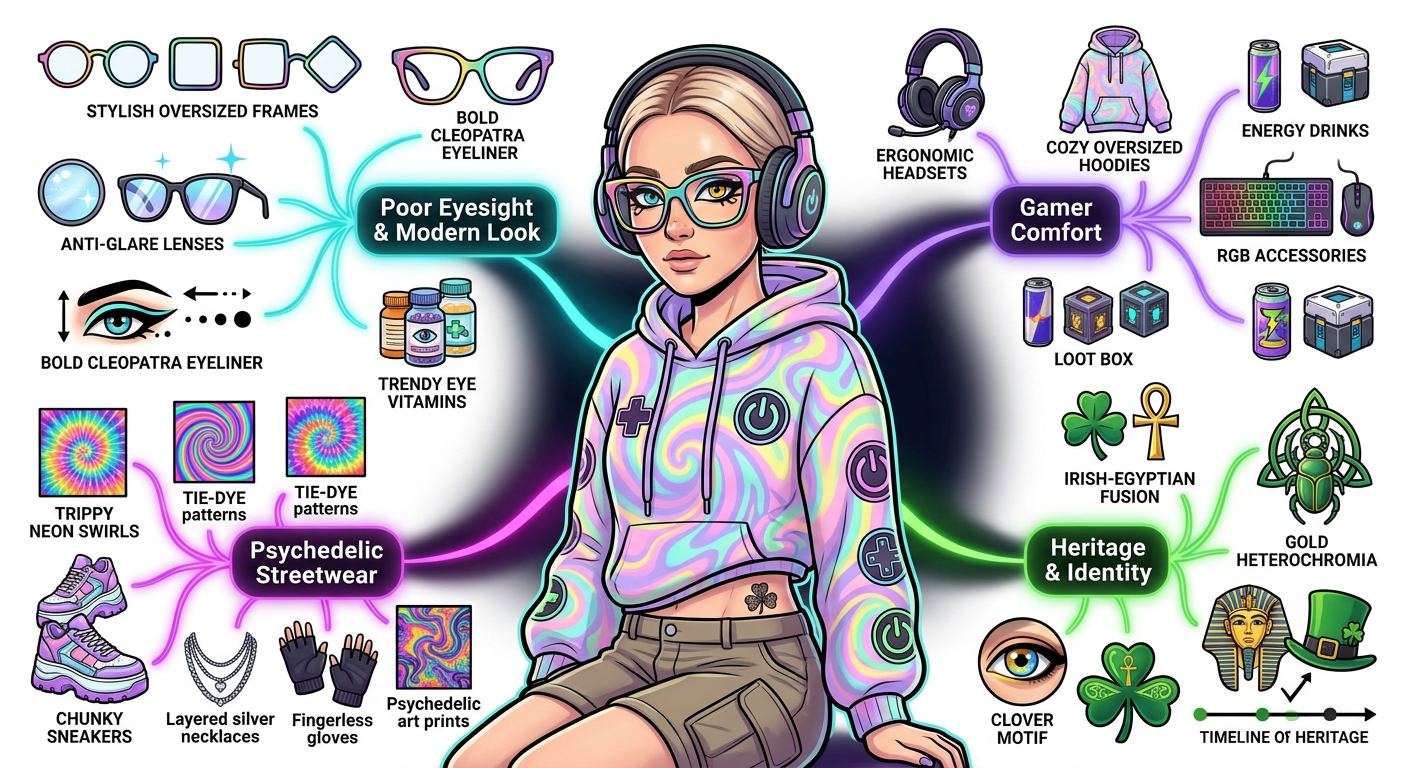 STYLISH OVERSIZED FRAMES
BOLD
CLEOPATRA
EYELINER
ANTI-GLARE LENSES
Poor Eyesight
& Modern Look
BOLD CLEOPATRA EYELINER
TRENDY EYE
VITAMINS
TRIPPY
NEON SWIRLS
TIE-DYE
patterns
TIE-DYE
patterns
Psychedelic
Streetwear
CHUNKY
SNEAKERS
Layered silver
necklaces
Fingerless
gloves
Psychedelic
art prints
ERGONOMIC
HEADSETS
COZY OVERSIZED
HOODIES
ENERGY DRINKS
Gamer
Comfort
RGB ACCESSORIES
LOOT BOX
IRISH-EGYPTIAN
FUSION
GOLD
HETEROCHROMIA
Heritage
& Identity
CLOVER
MOTIF
TIMELINE OF HERITAGE